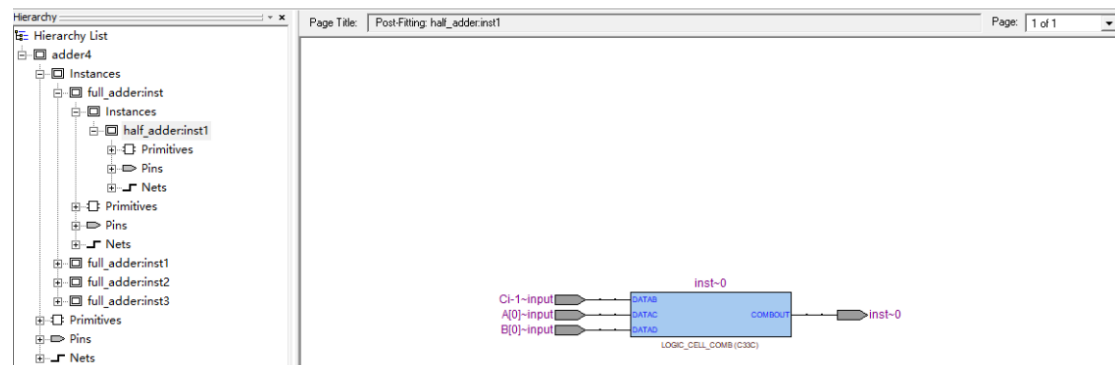 Hierarchy
Hierarchy List
adder4
Instances
full_adder:inst
Instances
half_adder:inst1
Primitives
Pins
Nets
Primitives
Pins
Nets
full_adder:inst1
full_adder:inst2
full_adder:inst3
Primitives
Pins
Nets
Page Title: Post-Fitting: half_adder:inst1 Page: 1 of 1
inst~0
Ci-1~input DATAB
A[0]~input DATAC COMBOUT inst~0
B[0]~input DATAD
LOGIC_CELL_COMB (C33C)